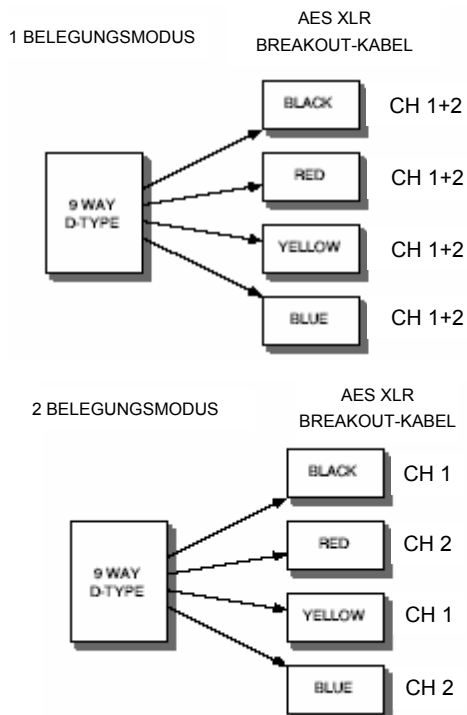 1 BELEGUNGSMODUS
AES XLR
BREAKOUT-KABEL
BLACK
CH 1+2
9 WAY
D-TYPE
RED
CH 1+2
YELLOW
CH 1+2
BLUE
CH 1+2
2 BELEGUNGSMODUS
AES XLR
BREAKOUT-KABEL
BLACK
CH 1
9 WAY
D-TYPE
RED
CH 2
YELLOW
CH 1
BLUE
CH 2